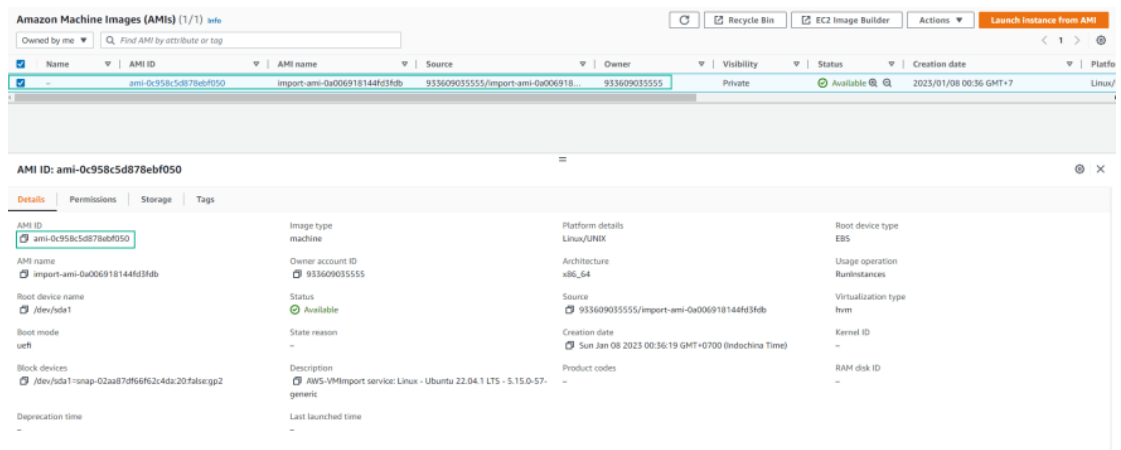 Amazon Machine Images (AMIs) (1/1) Info
Recycle Bin
EC2 Image Builder
Actions
Launch instance from AMI
Owned by me
Find AMI by attribute or tag
1
Name
AMI ID
AMI name
Source
Owner
Visibility
Status
Creation date
Platfo
–
ami-0c958c5d878ebf050
import-ami-0a006918144fd3fdb
933609035555/import-ami-0a006918...
933609035555
Private
Available
2023/01/08 00:36 GMT+7
Linux/
AMI ID: ami-0c958c5d878ebf050
Details
Permissions
Storage
Tags
AMI ID
ami-0c958c5d878ebf050
Image type
machine
Platform details
Linux/UNIX
Root device type
EBS
AMI name
import-ami-0a006918144fd3fdb
Owner account ID
933609035555
Architecture
x86_64
Usage operation
RunInstances
Root device name
/dev/sda1
Status
Available
Source
933609035555/import-ami-0a006918144fd3fdb
Virtualization type
hvm
Boot mode
uefi
State reason
–
Creation date
Sun Jan 08 2023 00:36:19 GMT+0700 (Indochina Time)
Kernel ID
–
Block devices
/dev/sda1=snap-02aa87df66f62c4da:20:false:gp2
Description
AWS-VMImport service: Linux - Ubuntu 22.04.1 LTS - 5.15.0-57-
generic
Product codes
–
RAM disk ID
–
Deprecation time
–
Last launched time
–